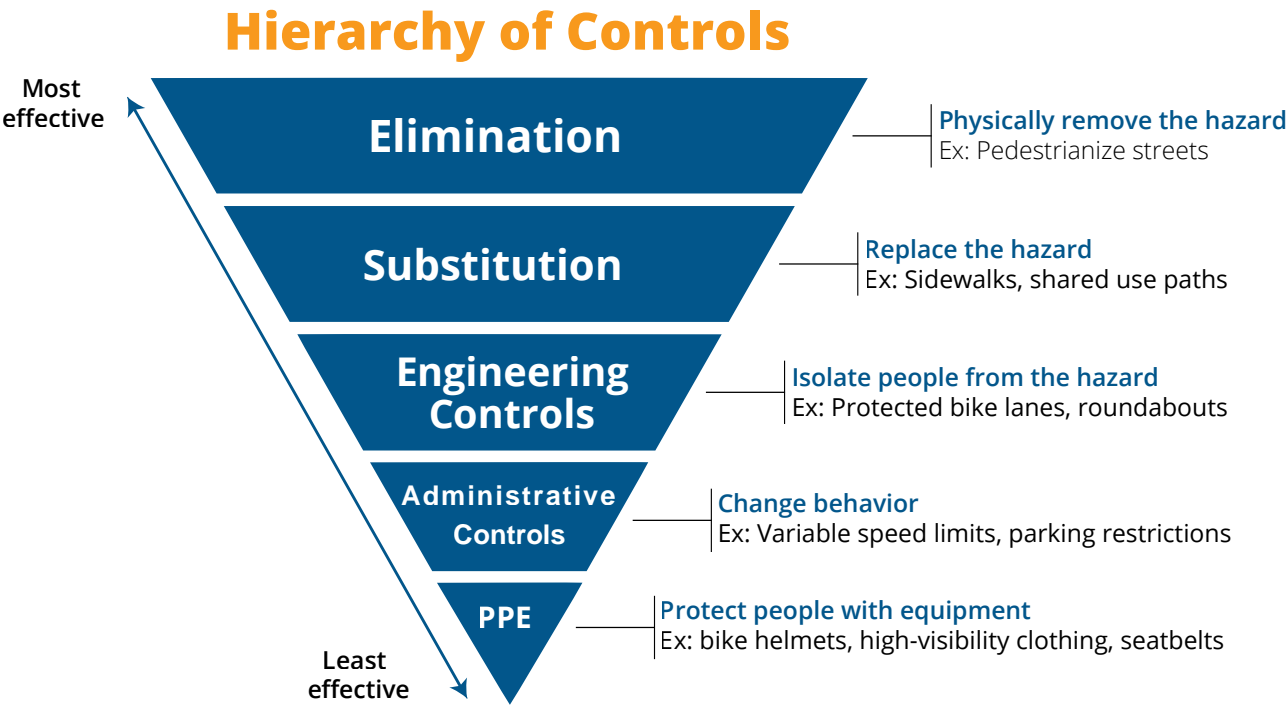 Hierarchy of Controls
Most
effective
Elimination
Physically remove the hazard
Ex: Pedestrianize streets
Substitution
Replace the hazard
Ex: Sidewalks, shared use paths
Engineering
Controls
Isolate people from the hazard
Ex: Protected bike lanes, roundabouts
Administrative
Controls
Change behavior
Ex: Variable speed limits, parking restrictions
PPE
Protect people with equipment
Ex: bike helmets, high-visibility clothing, seatbelts
Least
effective